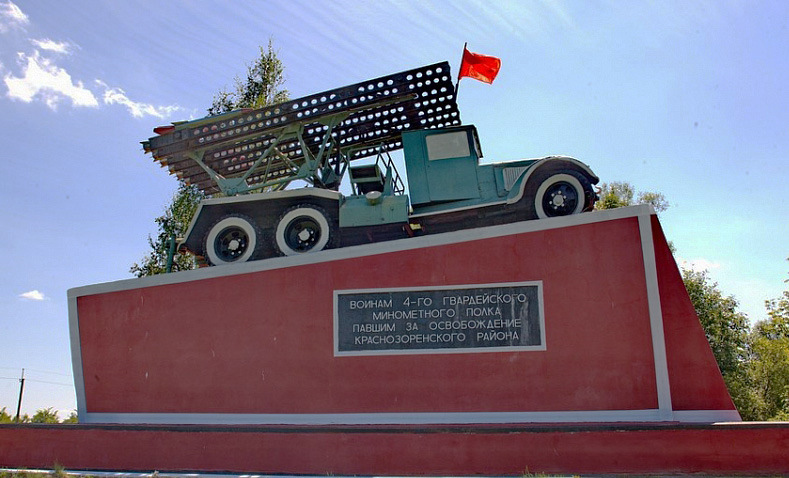 ВОИНАМ 4-ГО ГВАРДЕЙСКОГО
МИНОМЕТНОГО ПОЛКА
ПАВШИМ ЗА ОСВОБОЖДЕНИЕ
КРАСНОЗОРЕНСКОГО РАЙОНА